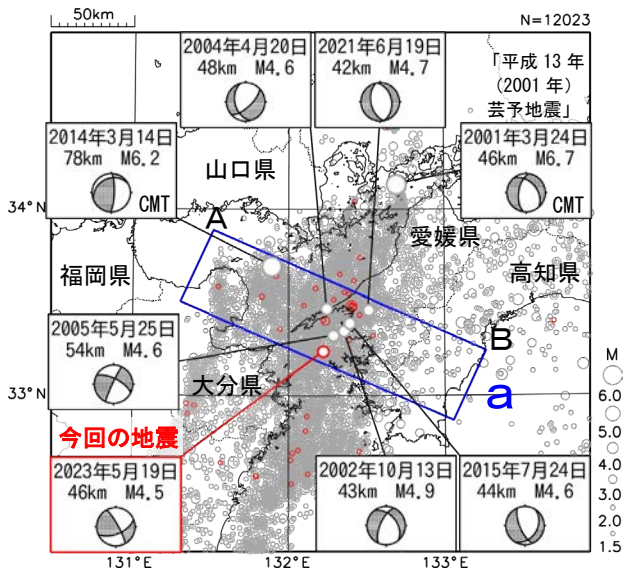 50km
N=12023
2004年4月20日
48km M4.6
2021年6月19日
42km M4.7
「平成 13 年
(2001 年)
芸予地震」
2014年3月14日
78km M6.2
CMT
山口県
2001年3月24日
46km M6.7
CMT
34°N
A
愛媛県
福岡県
高知県
2005年5月25日
54km M4.6
B
大分県
33°N
a
M
6.0
5.0
4.0
3.0
2.0
1.5
今回の地震
2023年5月19日
46km M4.5
2002年10月13日
43km M4.9
2015年7月24日
44km M4.6
131°E
132°E
133°E